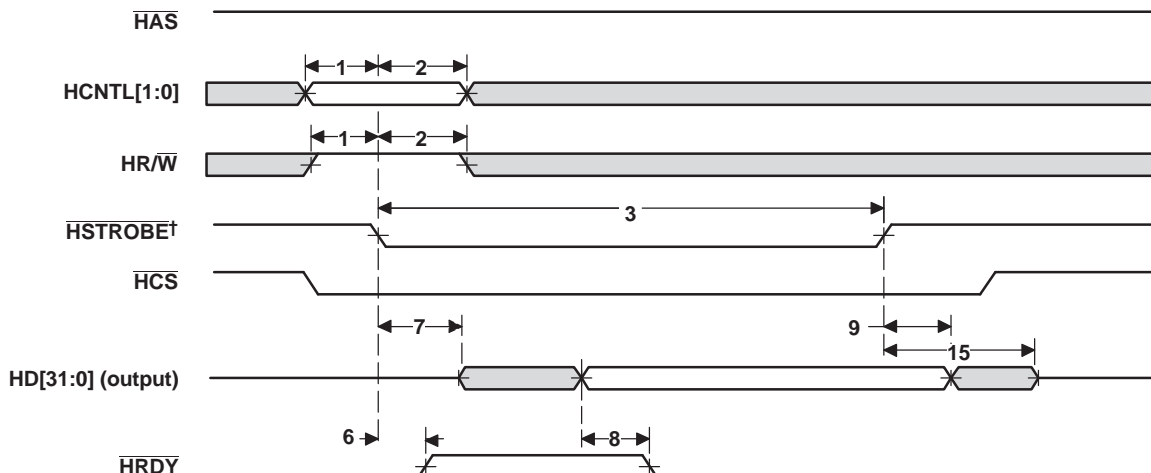 HAS
1 2
HCNTL[1:0]
1 2
HR/W
3
HSTROBE†
HCS
7 9
15
HD[31:0] (output)
6 8
HRDY